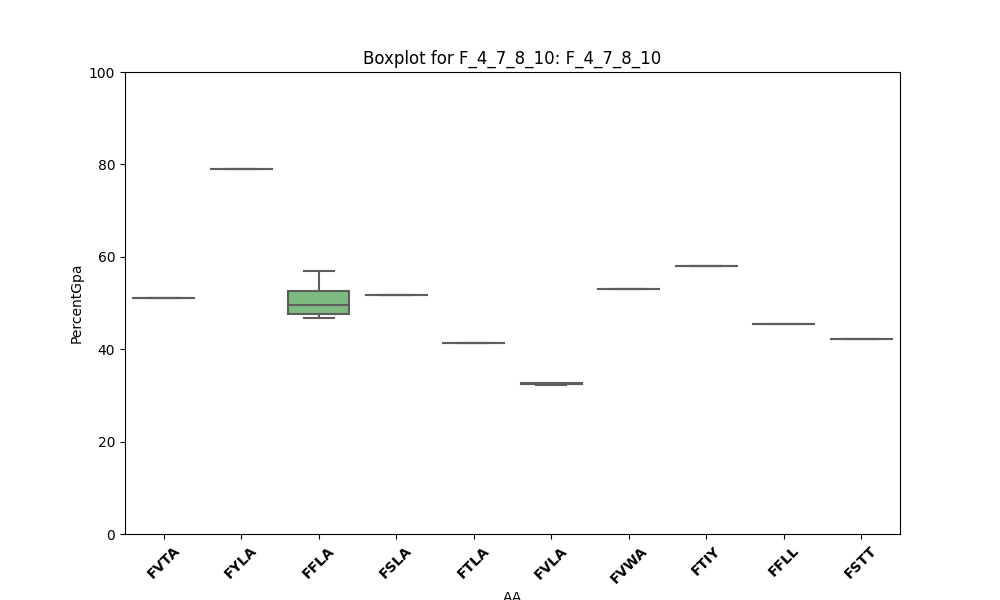 Boxplot for F_4_7_8_10: F_4_7_8_10
100
80
60
40
20
0
PercentGpa
FVTA
FYLA
FFLA
FSLA
FTLA
FVLA
FVWA
FTIY
FFLL
FSTT
AA